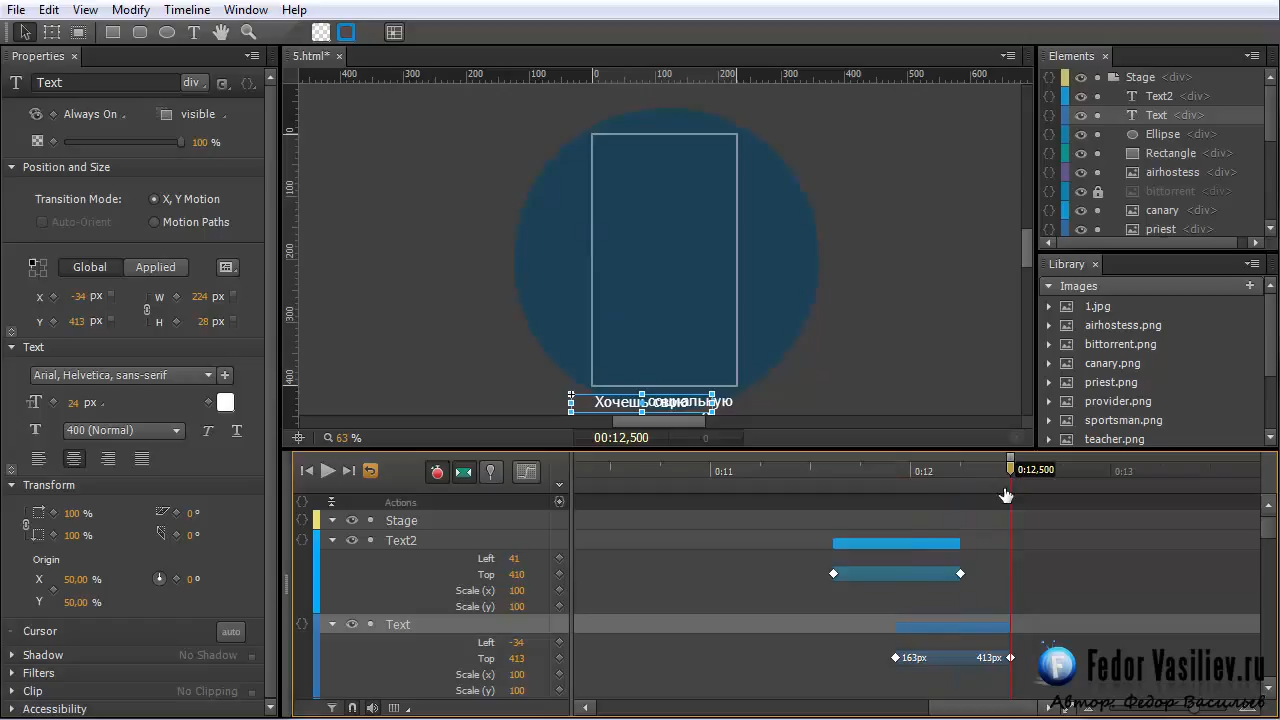 File Edit View Modify Timeline Window Help
Properties
Text div
Always On visible
100 %
Position and Size
Transition Mode: X, Y Motion
Auto-Orient Motion Paths
Global Applied
X -34 px W 224 px
Y 413 px H 28 px
Text
Arial, Helvetica, sans-serif
24 px
400 (Normal)
Transform
100 % 0°
100 % 0°
Origin
X 50,00 % 0°
Y 50,00 %
Cursor auto
Shadow No Shadow
Filters
Clip No Clipping
Accessibility
5.html*
400 300 200 100 0 100 200 300 400 500 600
0
100
200
300
400
Хочешь свою
социальную
63 %
00:12,500
0
0:11 0:12 0:12,500 0:13
Actions
Stage
Text2
Left 41
Top 410
Scale (x) 100
Scale (y) 100
Text
Left -34
Top 413 163px 413px
Scale (x) 100
Scale (y) 100
Elements
Stage <div>
Text2 <div>
Text <div>
Ellipse <div>
Rectangle <div>
airhostess <div>
bittorrent <div>
canary <div>
priest <div>
Library
Images
1.jpg
airhostess.png
bittorrent.png
canary.png
priest.png
provider.png
sportsman.png
teacher.png
Fedor Vasiliev.ru
Автор: Федор Васильев